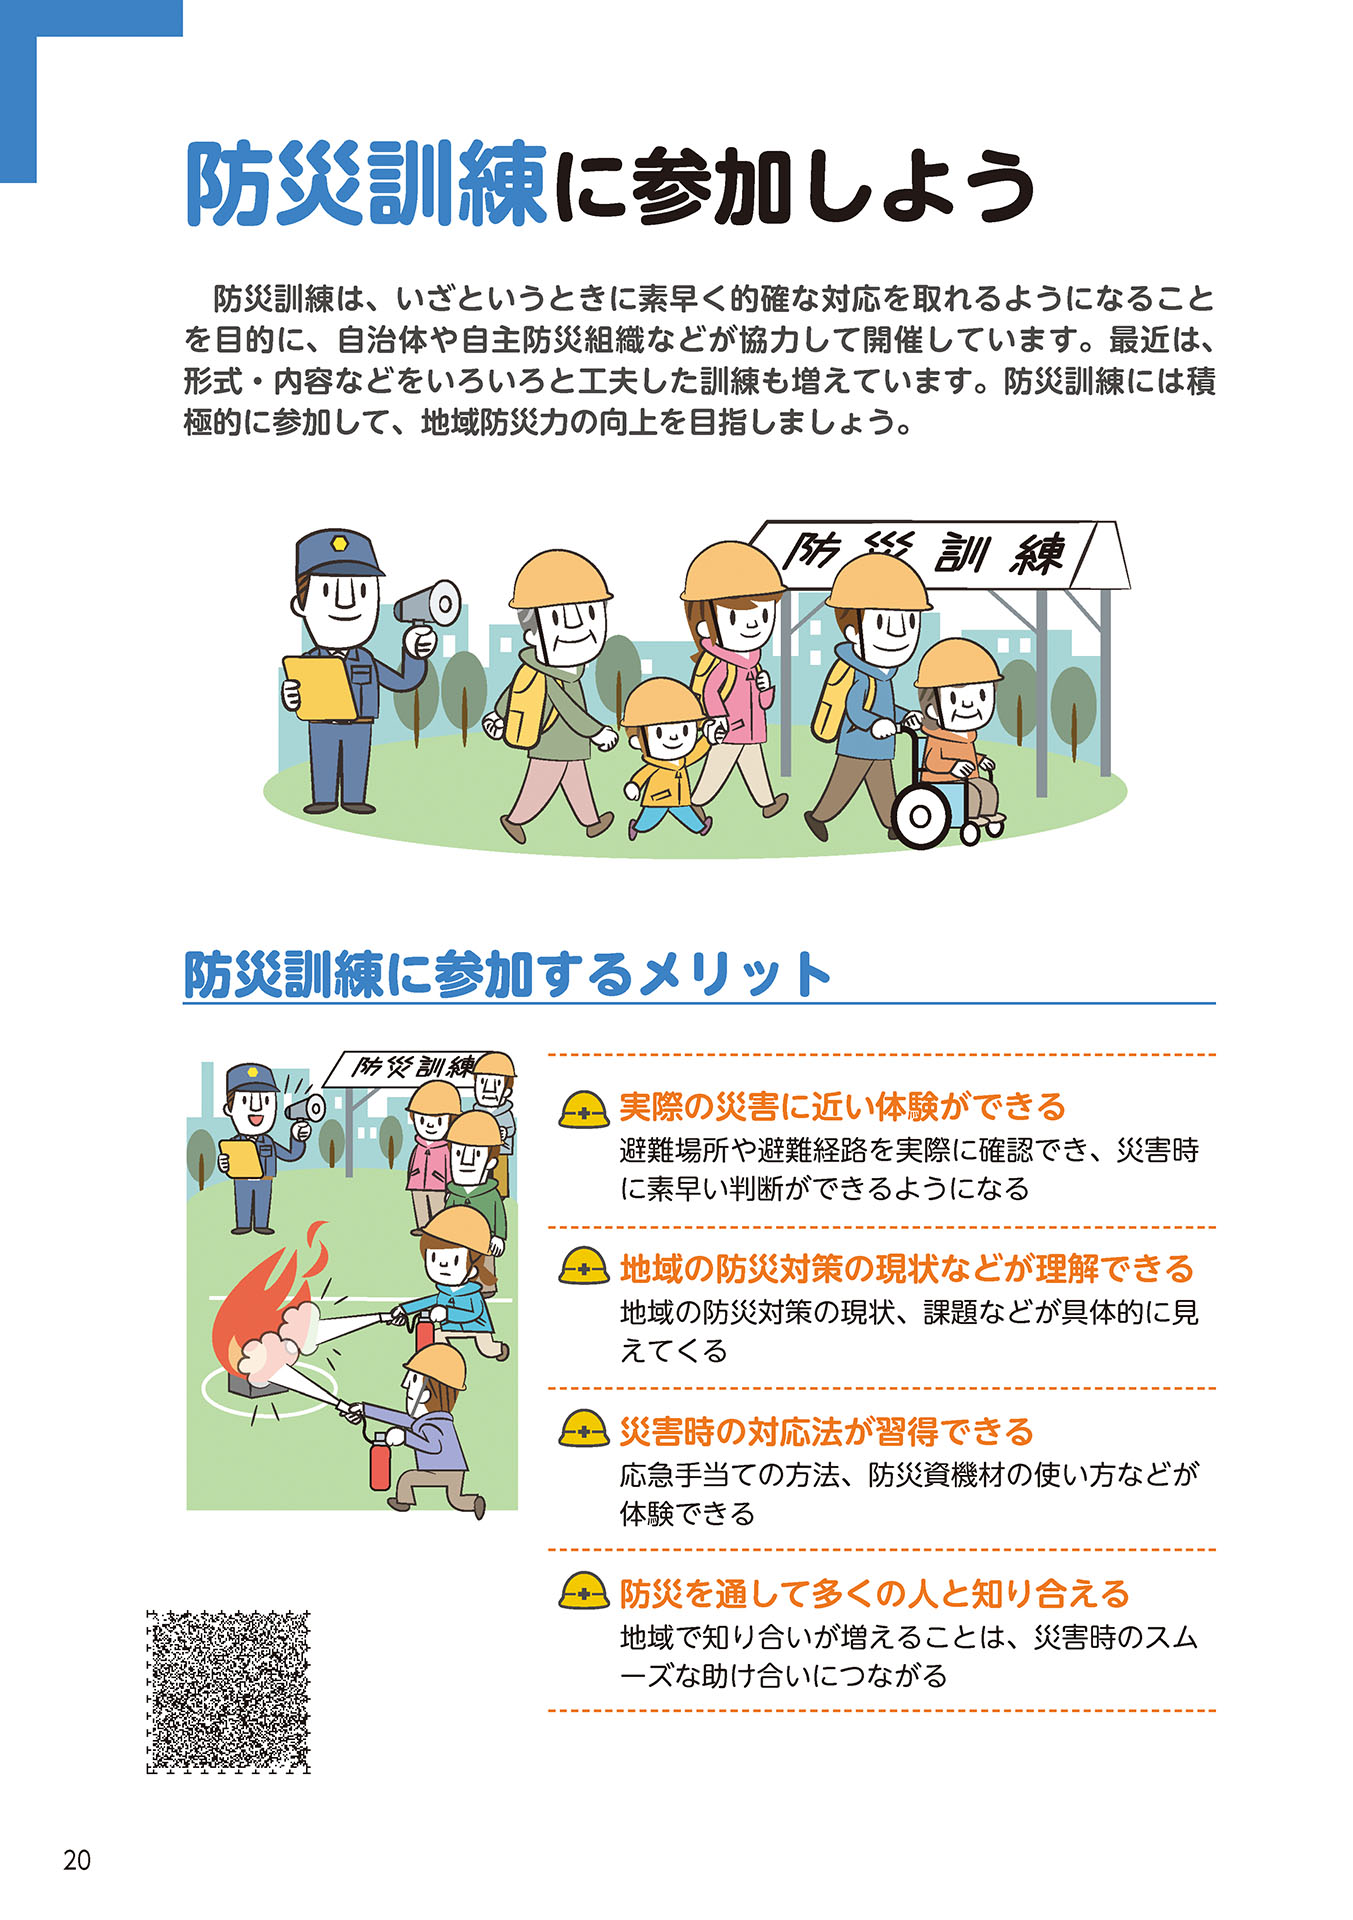 防災訓練に参加しよう
防災訓練は、いざというときに素早く的確な対応を取れるようになること
を目的に、自治体や自主防災組織などが協力して開催しています。最近は、
形式・内容などをいろいろと工夫した訓練も増えています。防災訓練には積
極的に参加して、地域防災力の向上を目指しましょう。
防災訓練
防災訓練に参加するメリット
防災訓練
実際の災害に近い体験ができる
避難場所や避難経路を実際に確認でき、災害時
に素早い判断ができるようになる
地域の防災対策の現状などが理解できる
地域の防災対策の現状、課題などが具体的に見
えてくる
災害時の対応法が習得できる
応急手当ての方法、防災資機材の使い方などが
体験できる
防災を通して多くの人と知り合える
地域で知り合いが増えることは、災害時のスム
ーズな助け合いにつながる
20